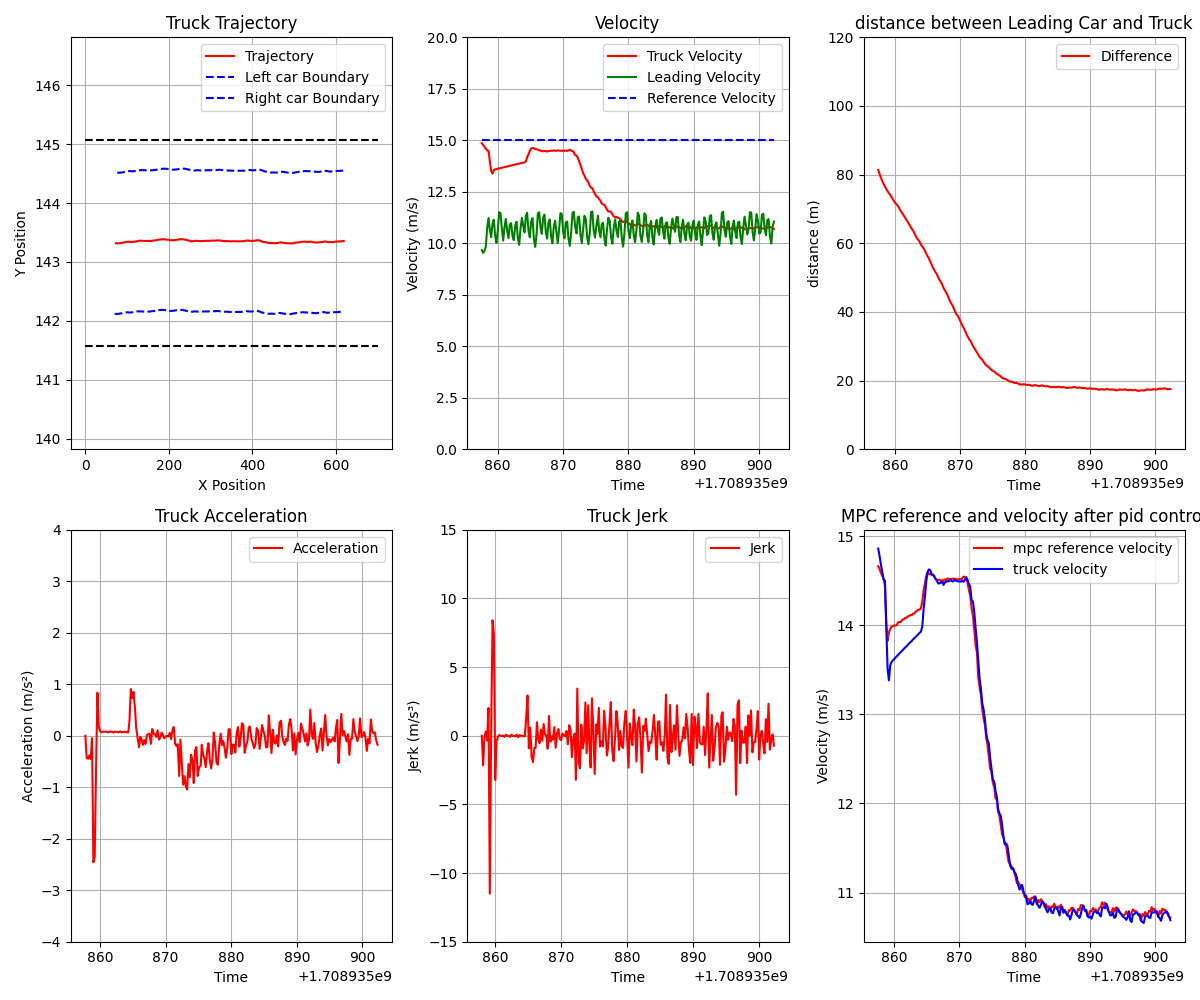 Truck Trajectory
Trajectory
Left car Boundary
Right car Boundary
146
145
144
143
142
141
140
Y Position
0
200
400
600
X Position
Velocity
Truck Velocity
Leading Velocity
Reference Velocity
20.0
17.5
15.0
12.5
10.0
7.5
5.0
2.5
0.0
Velocity (m/s)
860
870
880
890
900
Time
+1.708935e9
distance between Leading Car and Truck
Difference
120
100
80
60
40
20
0
distance (m)
860
870
880
890
900
Time
+1.708935e9
Truck Acceleration
Acceleration
4
3
2
1
0
−1
−2
−3
−4
Acceleration (m/s²)
860
870
880
890
900
Time
+1.708935e9
Truck Jerk
Jerk
15
10
5
0
−5
−10
−15
Jerk (m/s³)
860
870
880
890
900
Time
+1.708935e9
MPC reference and velocity after pid contro
mpc reference velocity
truck velocity
15
14
13
12
11
Velocity (m/s)
860
870
880
890
900
Time
+1.708935e9